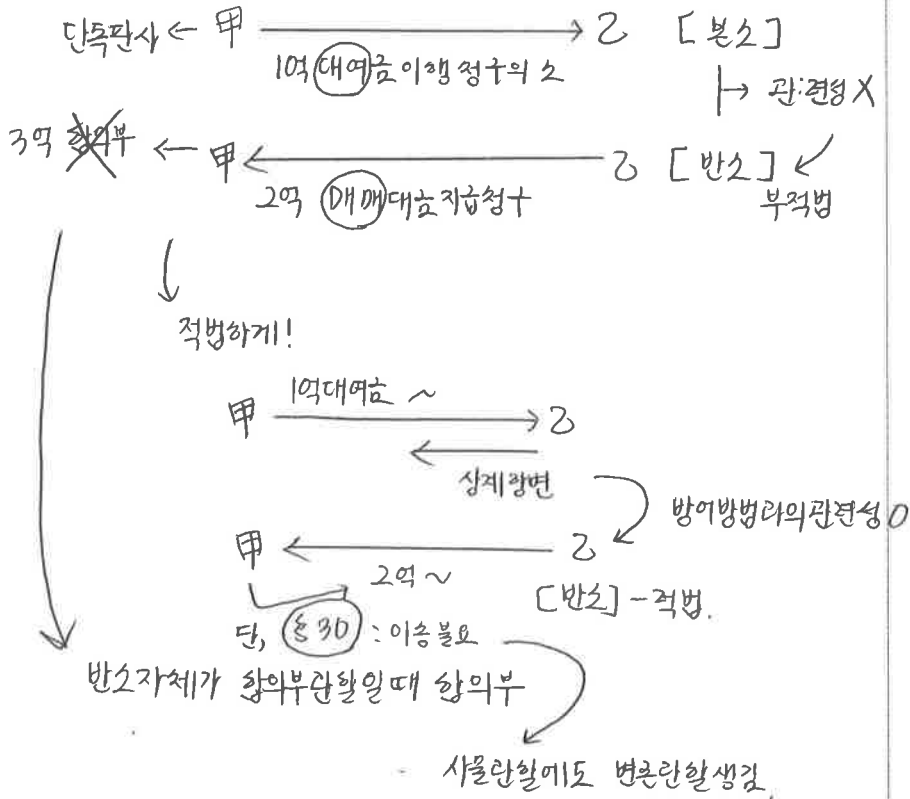 단독판사 ← 甲 → 乙 [본소]
1억 대여금 이행청구의 소
↳ 관:련성 X
3억 합의부 ← 甲 ← 乙 [반소]
2억 매매대금지급청구
부적법
적법하게!
甲 1억대여금 ~ → 乙
← 상계항변
방어방법과의관련성 O
甲 ← 乙
2억 ~
[반소] - 적법.
단, §30 : 이송불요
반소자체가 합의부관할일때 합의부
사물관할에도 변론관할생김.